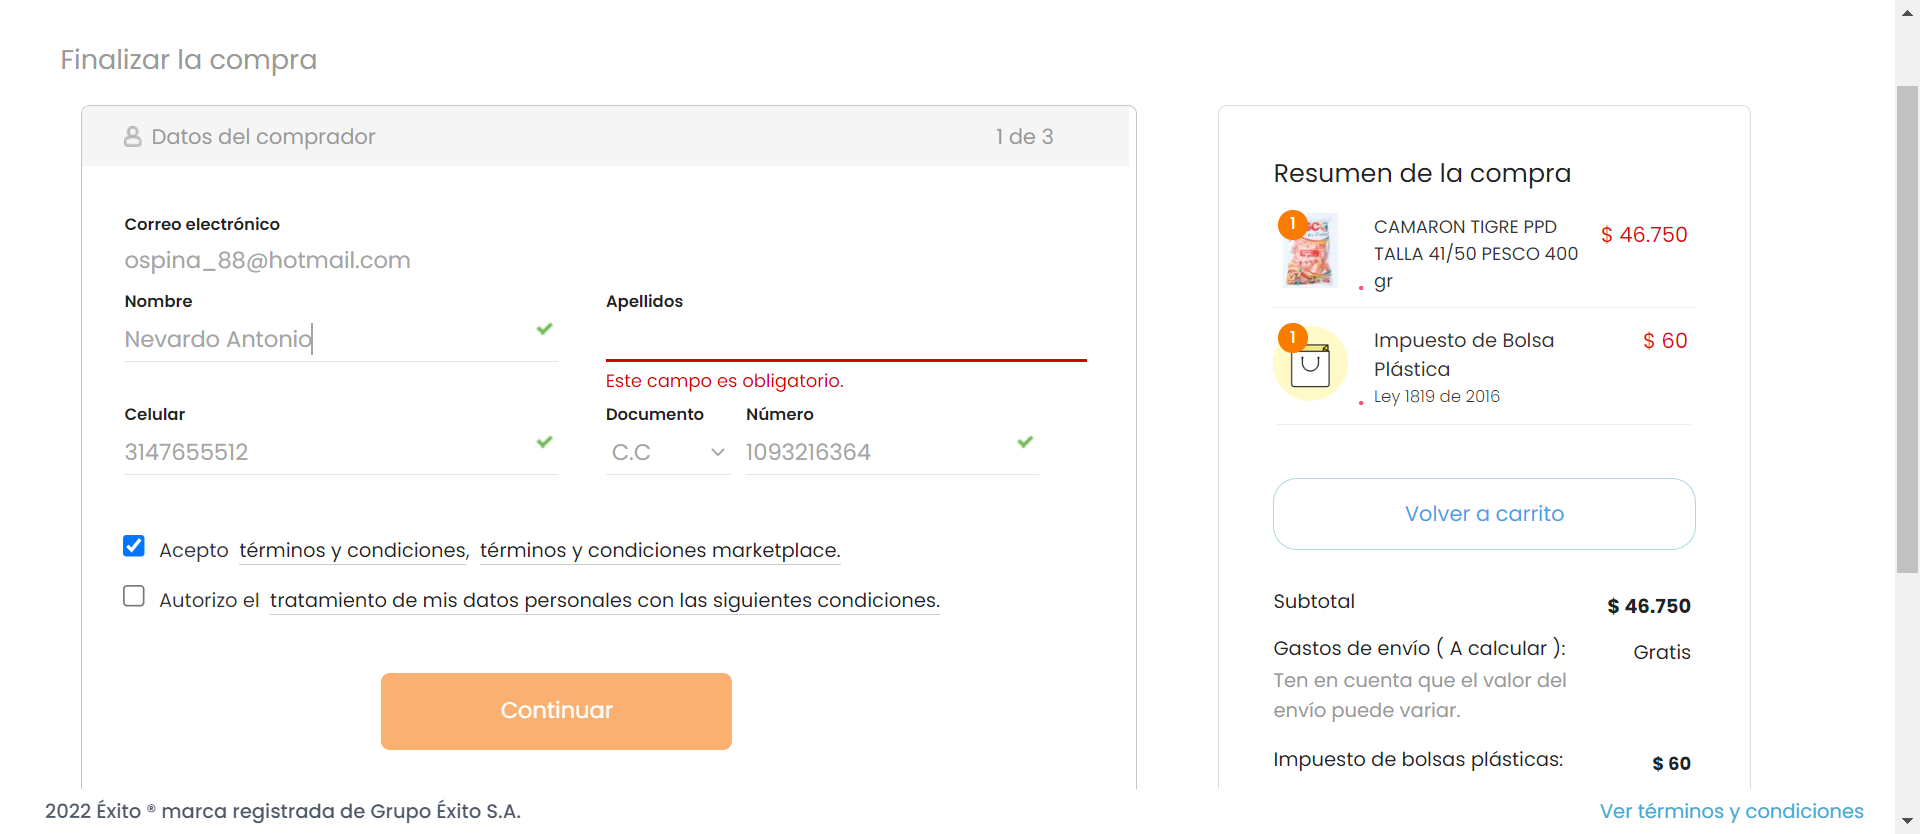 Finalizar la compra
Datos del comprador
1 de 3
Correo electrónico
ospina_88@hotmail.com
Nombre
Nevardo Antonio
Apellidos
Este campo es obligatorio.
Celular
3147655512
Documento
C.C
Número
1093216364
Acepto términos y condiciones, términos y condiciones marketplace.
Autorizo el tratamiento de mis datos personales con las siguientes condiciones.
Continuar
Resumen de la compra
1
CAMARON TIGRE PPD
TALLA 41/50 PESCO 400
gr
$ 46.750
1
Impuesto de Bolsa
Plástica
Ley 1819 de 2016
$ 60
Volver a carrito
Subtotal
$ 46.750
Gastos de envío ( A calcular ):
Gratis
Ten en cuenta que el valor del
envío puede variar.
Impuesto de bolsas plásticas:
$ 60
2022 Éxito ® marca registrada de Grupo Éxito S.A.
Ver términos y condiciones